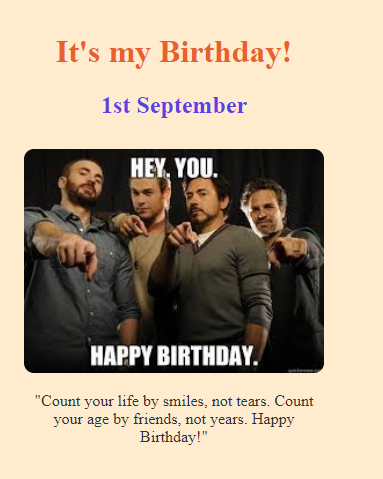 It's my Birthday!
1st September
HEY. YOU.
HAPPY BIRTHDAY.
"Count your life by smiles, not tears. Count
your age by friends, not years. Happy
Birthday!"